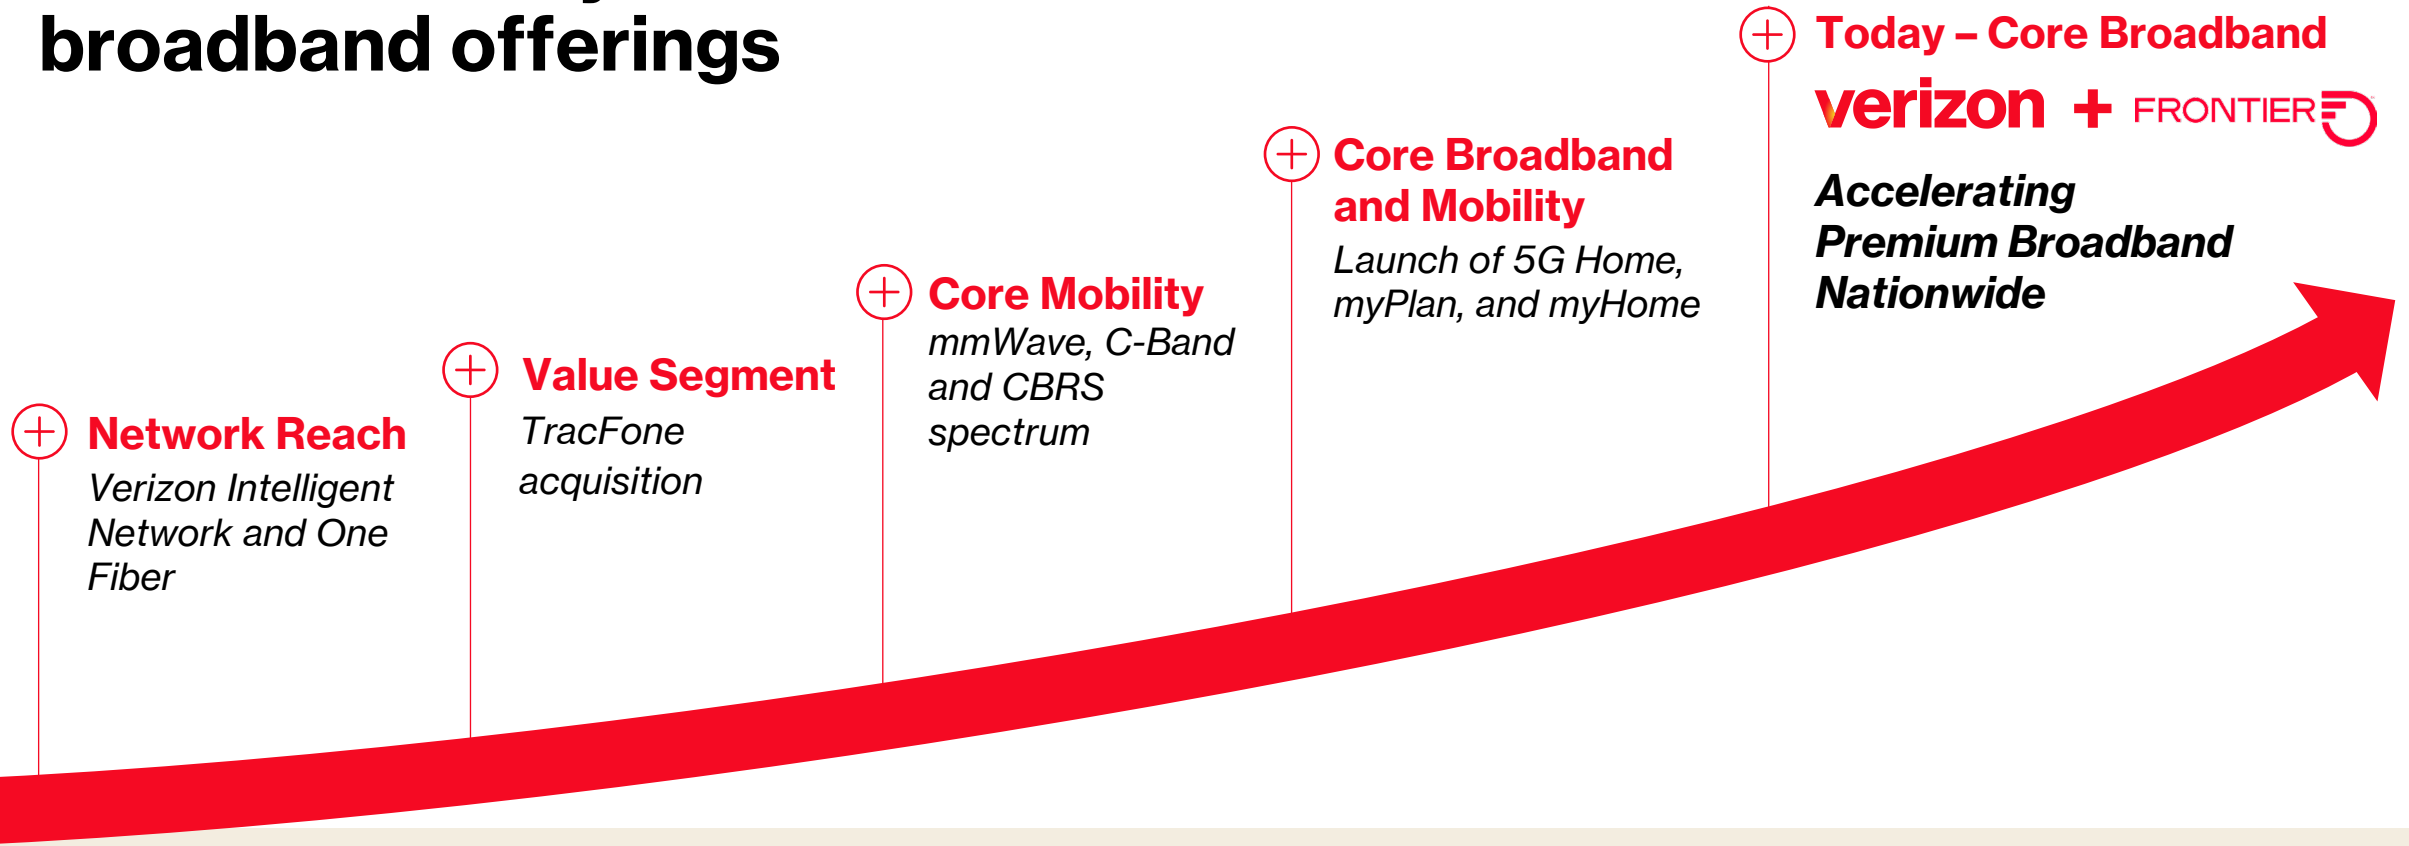 broadband offerings
Network Reach
Verizon Intelligent
Network and One
Fiber
Value Segment
TracFone
acquisition
Core Mobility
mmWave, C-Band
and CBRS
spectrum
Core Broadband
and Mobility
Launch of 5G Home,
myPlan, and myHome
Today – Core Broadband
verizon + FRONTIER
Accelerating
Premium Broadband
Nationwide